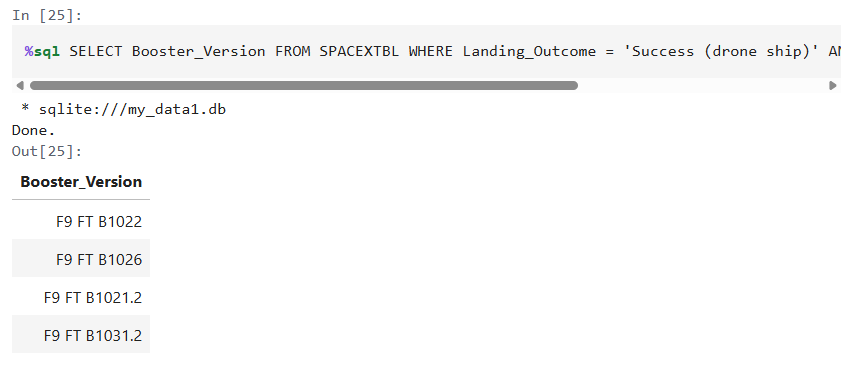 In [25]:
%sql SELECT Booster_Version FROM SPACEXTBL WHERE Landing_Outcome = 'Success (drone ship)' AN
* sqlite:///my_data1.db
Done.
Out[25]:
Booster_Version
F9 FT B1022
F9 FT B1026
F9 FT B1021.2
F9 FT B1031.2